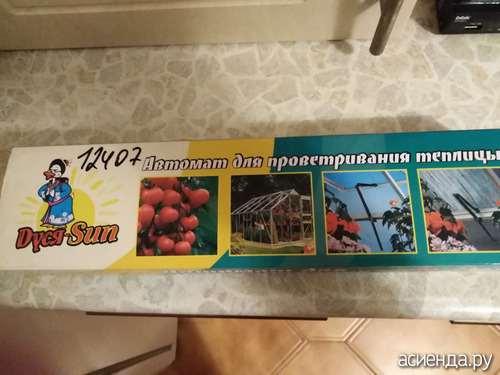 12407
Автомат для проветривания теплицы
Дуся-Sun
асиенда.ру